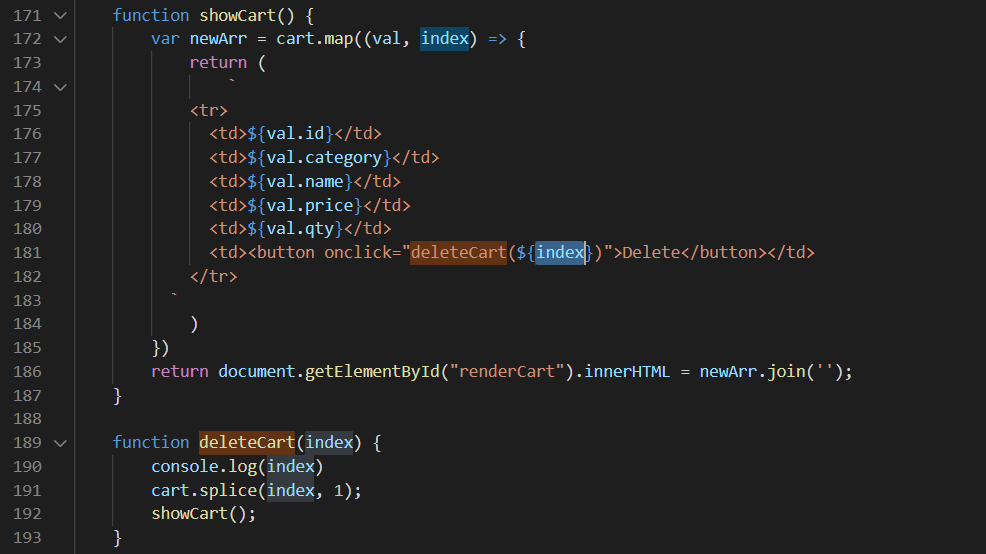 171 function showCart() {
172 var newArr = cart.map((val, index) => {
173 return (
174 `
175 <tr>
176 <td>${val.id}</td>
177 <td>${val.category}</td>
178 <td>${val.name}</td>
179 <td>${val.price}</td>
180 <td>${val.qty}</td>
181 <td><button onclick="deleteCart(${index})">Delete</button></td>
182 </tr>
183 `
184 )
185 })
186 return document.getElementById("renderCart").innerHTML = newArr.join('');
187 }
188
189 function deleteCart(index) {
190 console.log(index)
191 cart.splice(index, 1);
192 showCart();
193 }